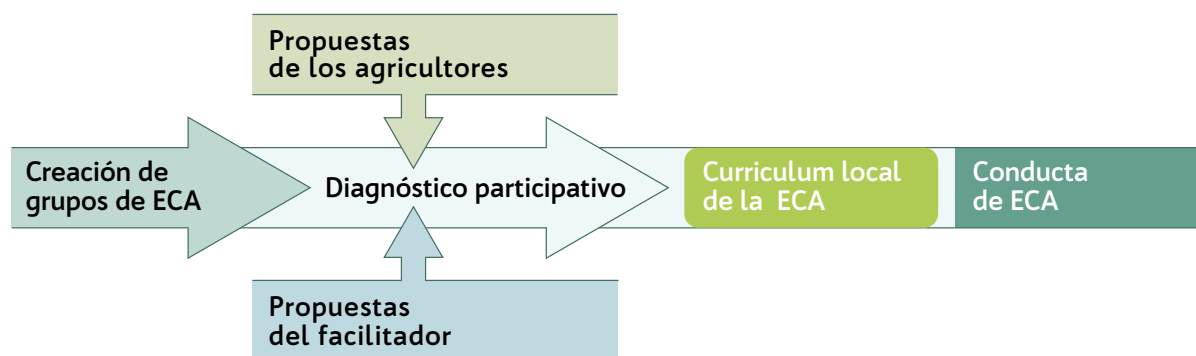 Propuestas
de los agricultores
Creación de
grupos de ECA
Diagnóstico participativo
Curriculum local
de la ECA
Conducta
de ECA
Propuestas
del facilitador